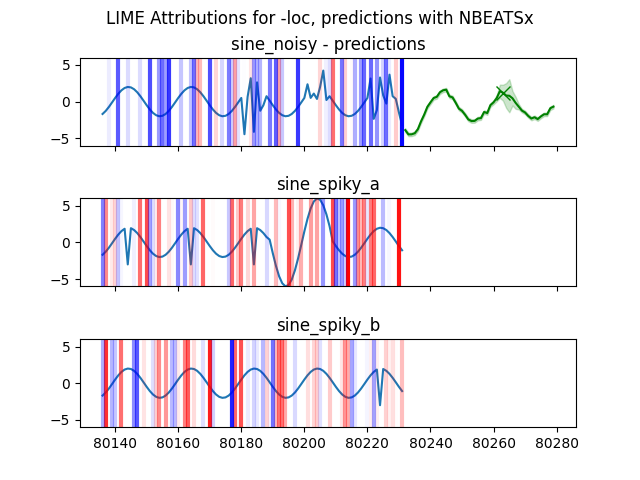 LIME Attributions for -loc, predictions with NBEATSx
sine_noisy - predictions
5
0
−5
sine_spiky_a
5
0
−5
sine_spiky_b
5
0
−5
80140 80160 80180 80200 80220 80240 80260 80280